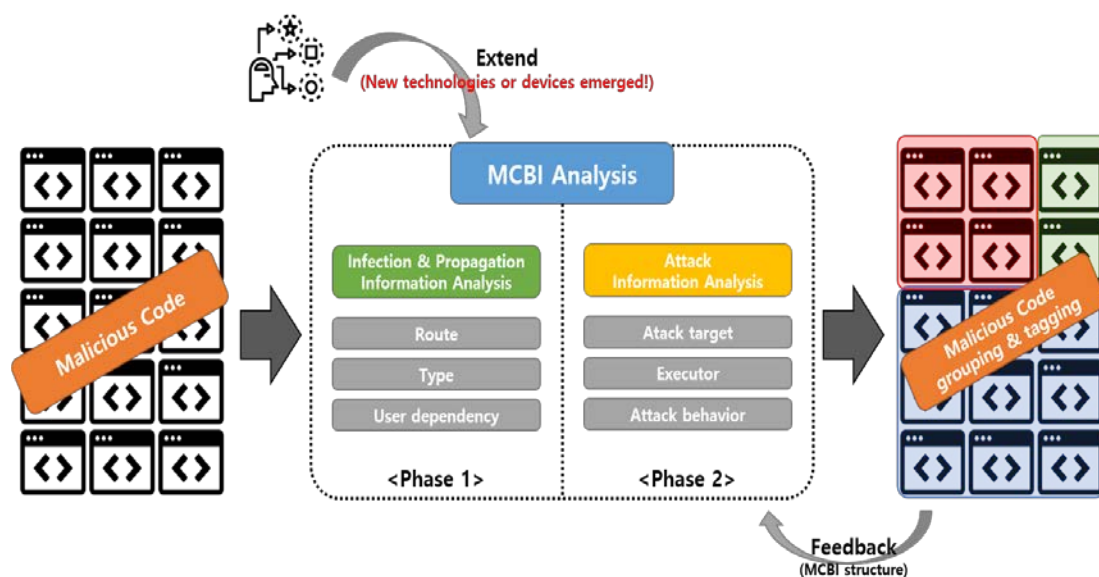 Extend
(New technologies or devices emerged!)
MCBI Analysis
Malicious Code
Infection & Propagation
Information Analysis
Route
Type
User dependency
<Phase 1>
Attack
Information Analysis
Atack target
Executor
Attack behavior
<Phase 2>
Malicious Code
grouping & tagging
Feedback
(MCBI structure)